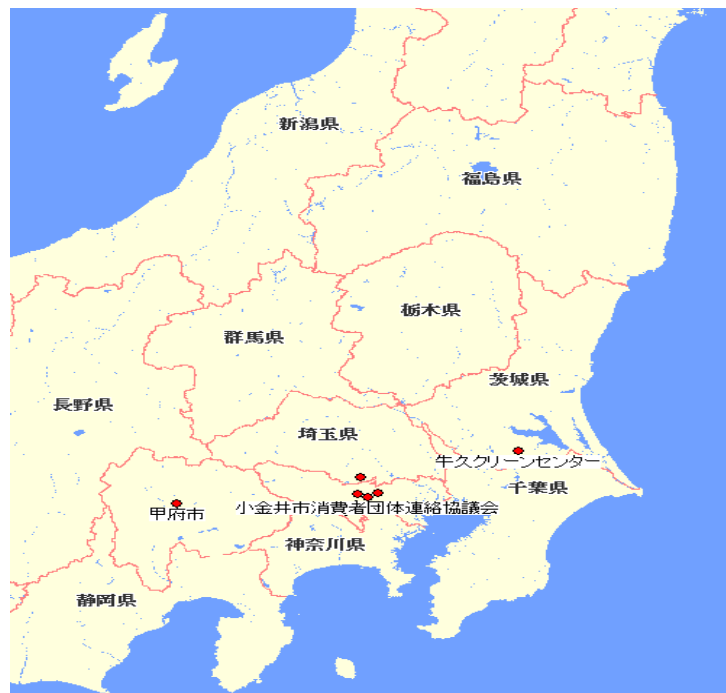 新潟県
福島県
栃木県
群馬県
茨城県
長野県
埼玉県
牛久クリーンセンター
千葉県
小金井市消費者団体連絡協議会
甲府市
神奈川県
静岡県